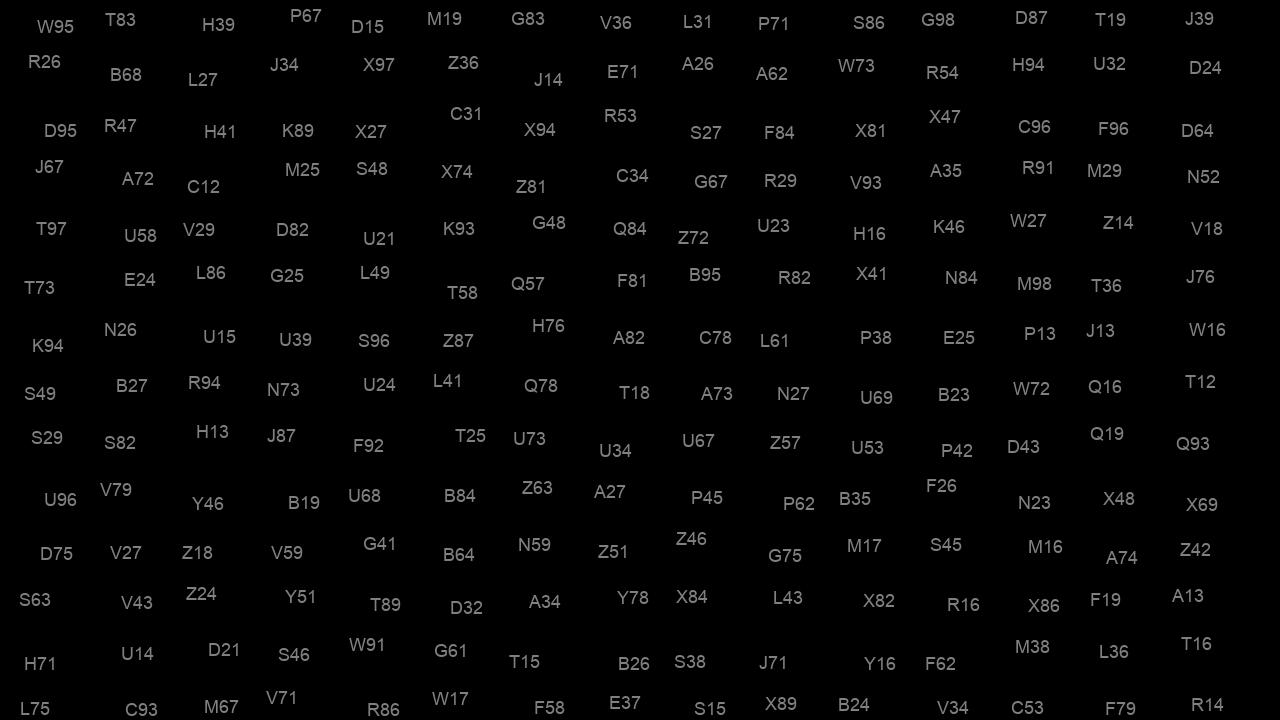 W95 T83 H39 P67 D15 M19 G83 V36 L31 P71 S86 G98 D87 T19 J39
R26 B68 L27 J34 X97 Z36 J14 E71 A26 A62 W73 R54 H94 U32 D24
D95 R47 H41 K89 X27 C31 X94 R53 S27 F84 X81 X47 C96 F96 D64
J67 A72 C12 M25 S48 X74 Z81 C34 G67 R29 V93 A35 R91 M29 N52
T97 U58 V29 D82 U21 K93 G48 Q84 Z72 U23 H16 K46 W27 Z14 V18
T73 E24 L86 G25 L49 T58 Q57 F81 B95 R82 X41 N84 M98 T36 J76
K94 N26 U15 U39 S96 Z87 H76 A82 C78 L61 P38 E25 P13 J13 W16
S49 B27 R94 N73 U24 L41 Q78 T18 A73 N27 U69 B23 W72 Q16 T12
S29 S82 H13 J87 F92 T25 U73 U34 U67 Z57 U53 P42 D43 Q19 Q93
U96 V79 Y46 B19 U68 B84 Z63 A27 P45 P62 B35 F26 N23 X48 X69
D75 V27 Z18 V59 G41 B64 N59 Z51 Z46 G75 M17 S45 M16 A74 Z42
S63 V43 Z24 Y51 T89 D32 A34 Y78 X84 L43 X82 R16 X86 F19 A13
H71 U14 D21 S46 W91 G61 T15 B26 S38 J71 Y16 F62 M38 L36 T16
L75 C93 M67 V71 R86 W17 F58 E37 S15 X89 B24 V34 C53 F79 R14